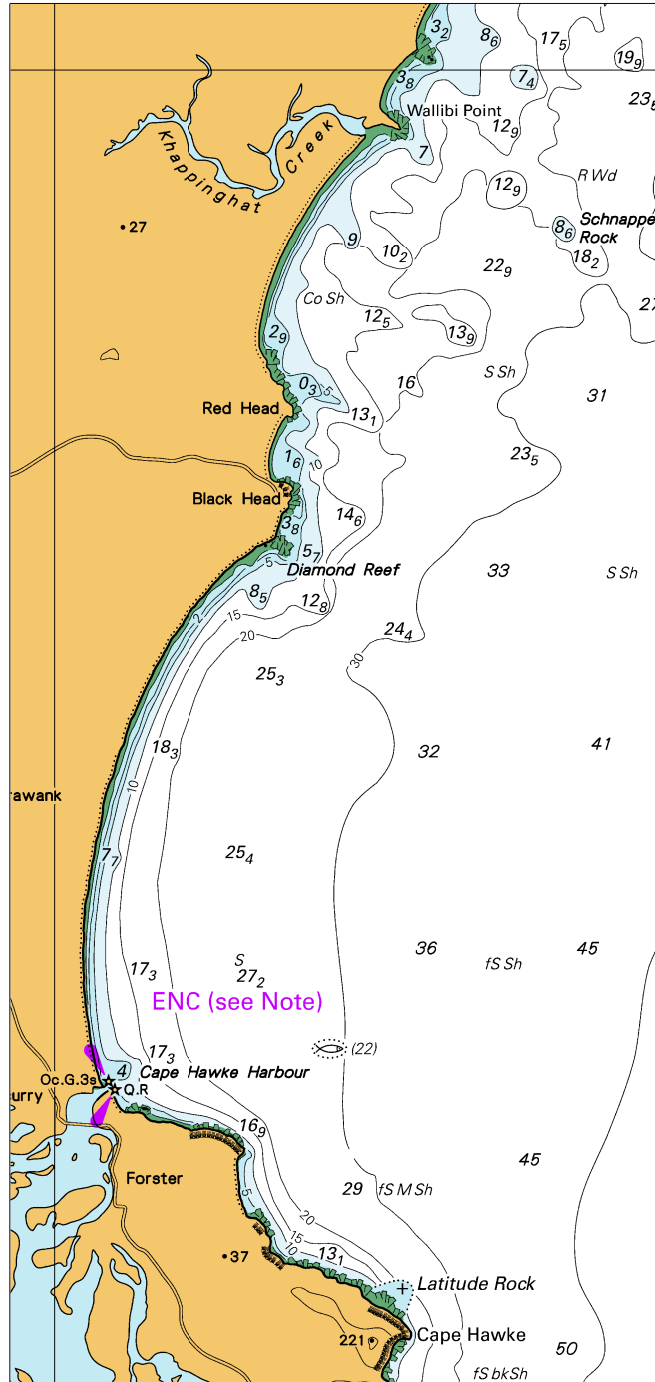 3₂
8₆
17₅
19₉
3₈
7₄
Wallibi Point
23
12₉
7
Khappinghat Creek
R Wd
12₉
27
8₆
Schnappe
Rock
9
10₂
18₂
22₉
Co Sh
12₅
27
2₉
13₉
0₃
5
16
S Sh
31
Red Head
13₁
1₆
10
23₅
Black Head
14₆
3₈
5₇
5
Diamond Reef
33
S Sh
8₅
12₈
2
15
20
24₄
30
25₃
18₃
32
41
10
rawank
7₇
25₄
36
45
S
fS Sh
17₃
27₂
ENC (see Note)
17₃
(22)
4
Cape Hawke Harbour
Oc.G.3s
Q.R
urry
16₉
45
Forster
5
29
fS M Sh
20
15
10
13₁
37
Latitude Rock
221
Cape Hawke
50
fS bk Sh